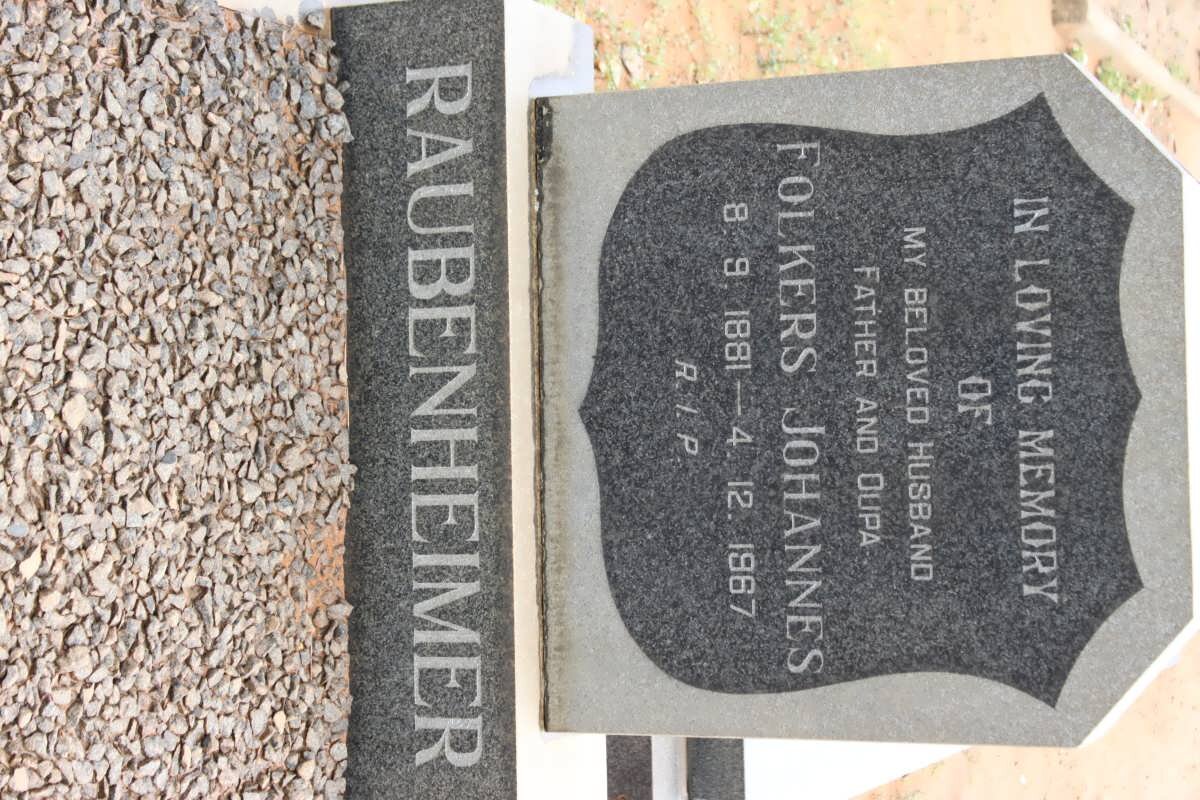 IN LOVING MEMORY
OF
MY BELOVED HUSBAND
FATHER AND OUPA
FOLKERS JOHANNES
8. 9. 1881—4. 12. 1967
R.I.P
RAUBENHEIMER